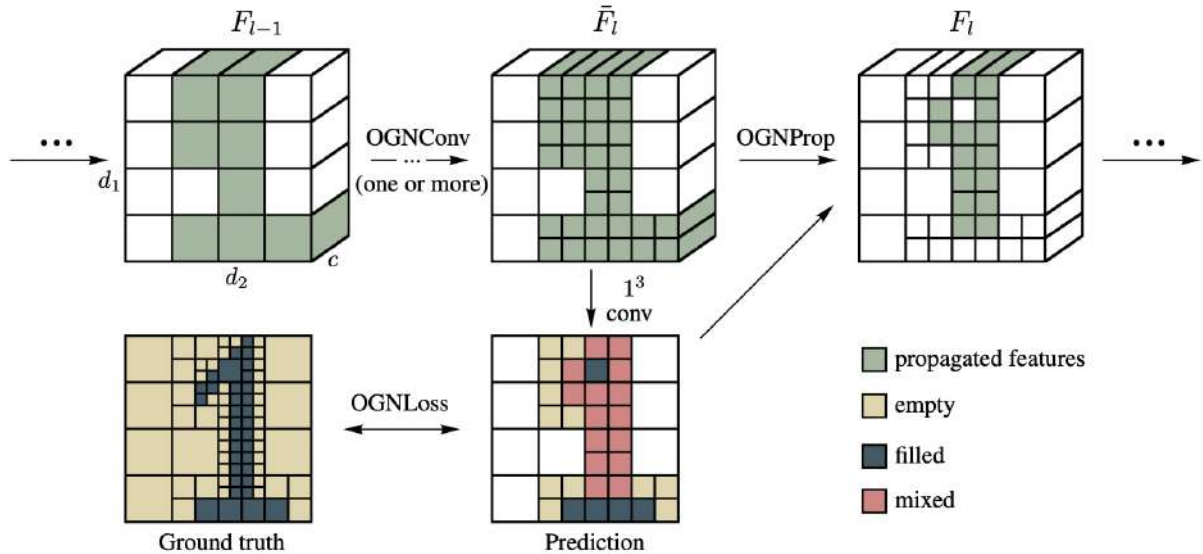 F_{l-1}
F̄_l
F_l
...
OGNConv
...
(one or more)
OGNProp
...
d_1
d_2
c
1^3
conv
propagated features
empty
filled
mixed
OGNLoss
Ground truth
Prediction